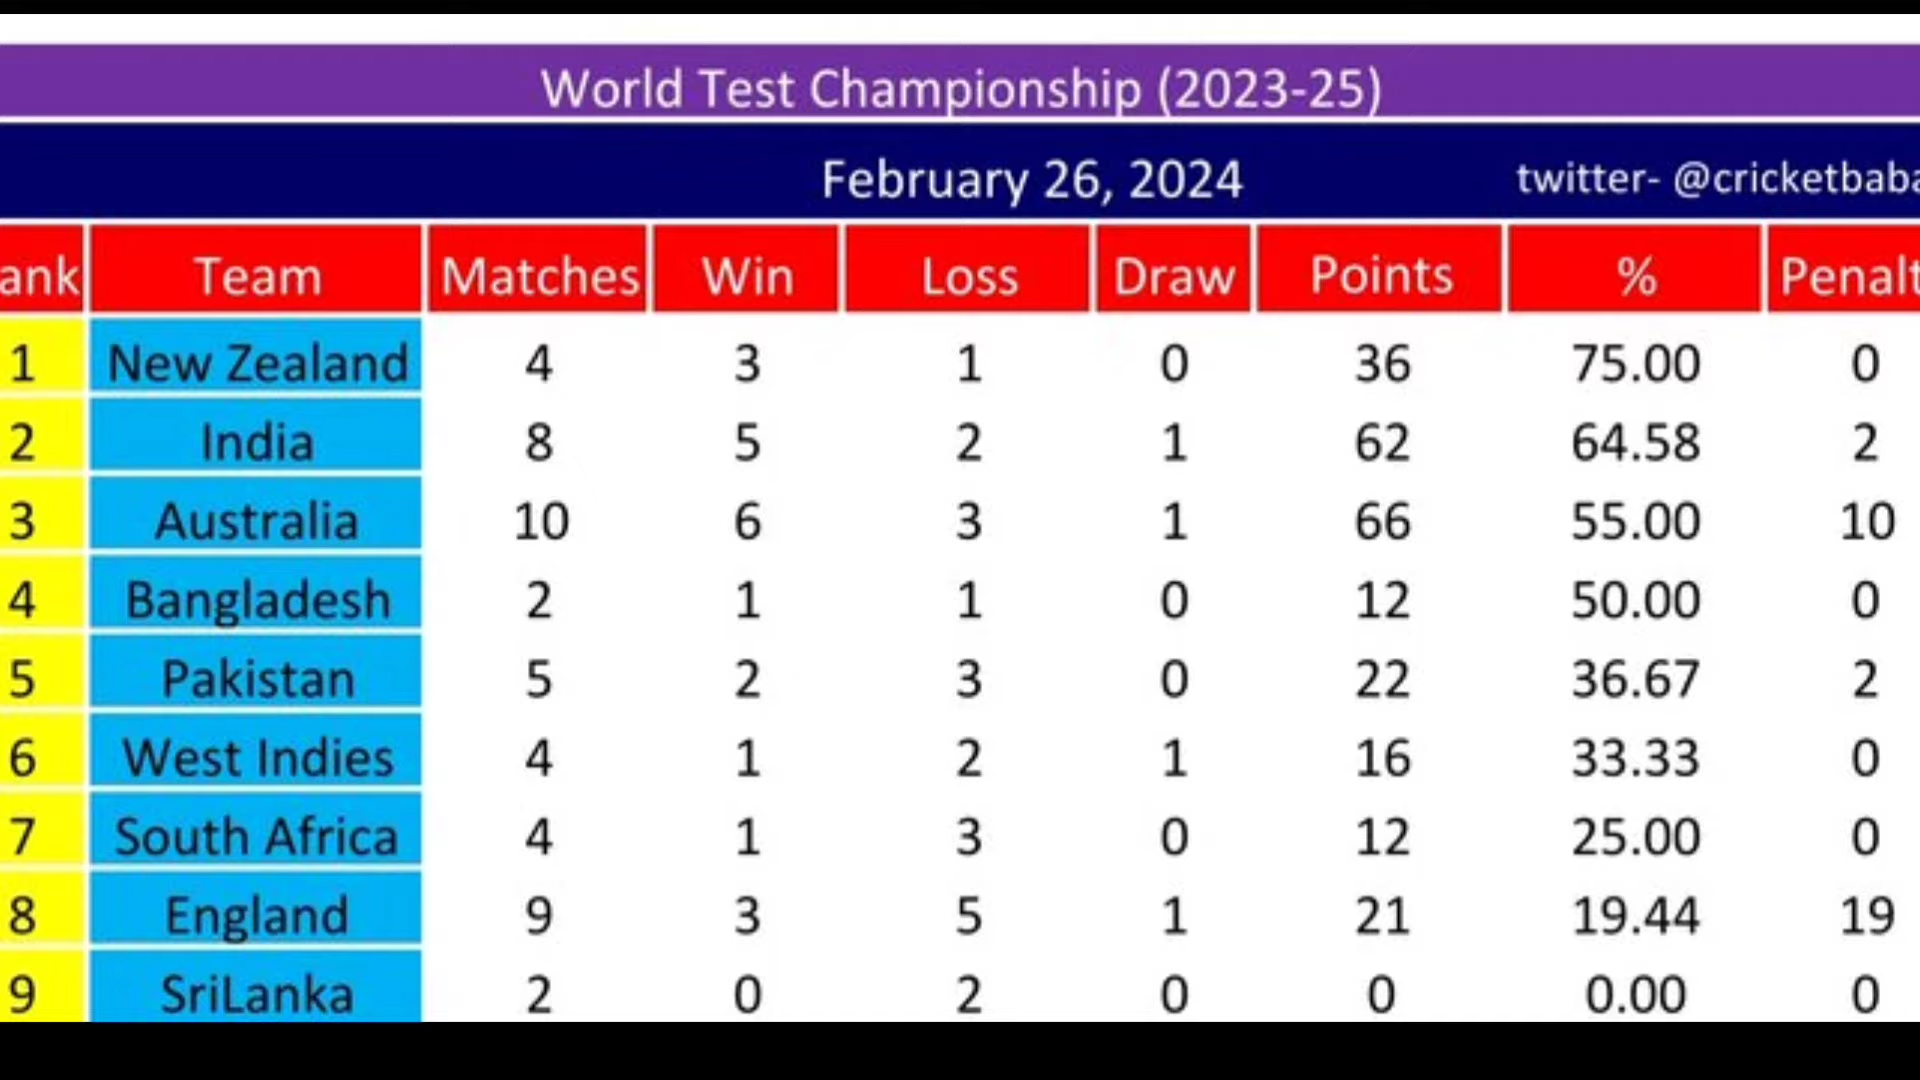 World Test Championship (2023-25)
February 26, 2024 twitter- @cricketbaba
ank Team Matches Win Loss Draw Points % Penalt
1 New Zealand 4 3 1 0 36 75.00 0
2 India 8 5 2 1 62 64.58 2
3 Australia 10 6 3 1 66 55.00 10
4 Bangladesh 2 1 1 0 12 50.00 0
5 Pakistan 5 2 3 0 22 36.67 2
6 West Indies 4 1 2 1 16 33.33 0
7 South Africa 4 1 3 0 12 25.00 0
8 England 9 3 5 1 21 19.44 19
9 SriLanka 2 0 2 0 0 0.00 0